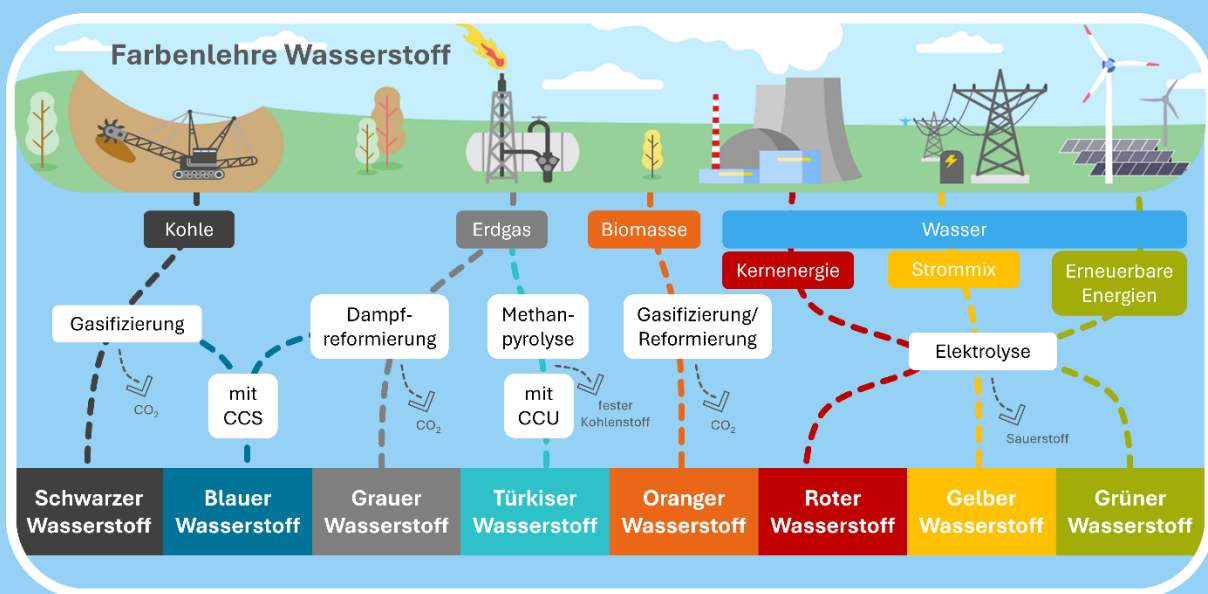 Farbenlehre Wasserstoff
Kohle
Erdgas
Biomasse
Wasser
Kernenergie
Strommix
Erneuerbare
Energien
Gasifizierung
Dampf-
reformierung
Methan-
pyrolyse
Gasifizierung/
Reformierung
Elektrolyse
CO₂
mit
CCS
CO₂
mit
CCU
fester
Kohlenstoff
CO₂
Sauerstoff
Schwarzer
Wasserstoff
Blauer
Wasserstoff
Grauer
Wasserstoff
Türkiser
Wasserstoff
Oranger
Wasserstoff
Roter
Wasserstoff
Gelber
Wasserstoff
Grüner
Wasserstoff